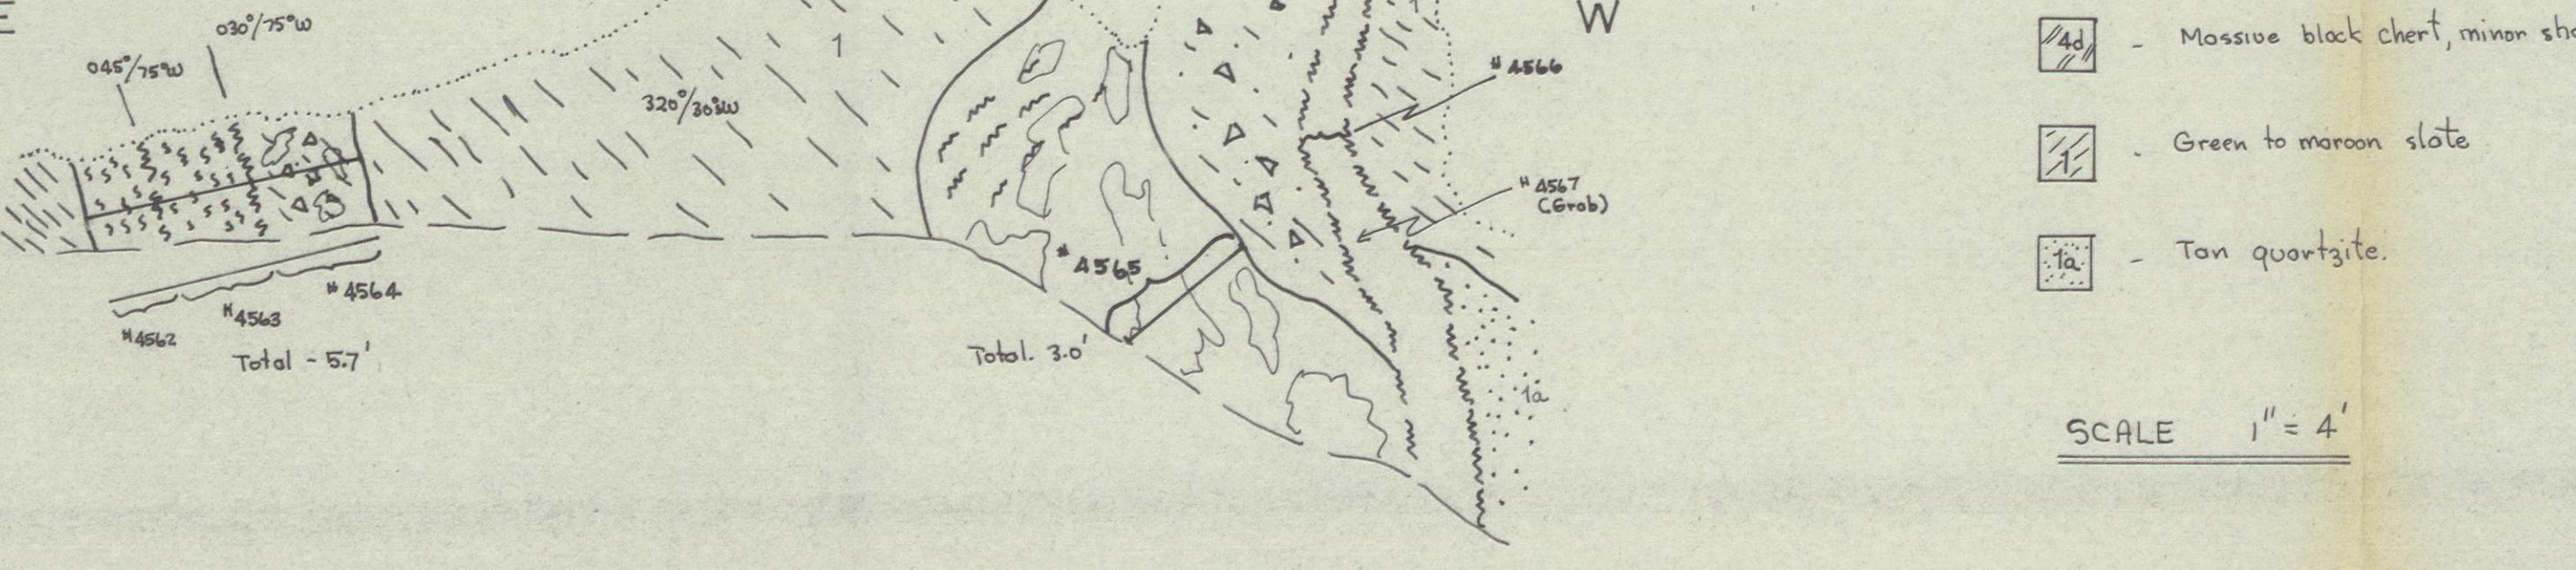 E
030°/75°W
045°/75°W
1
320°/30°SW
W
#4566
#4567
(Grab)
#4565
#4564
#4563
#4562
Total - 5.7'
Total. 3.0'
1a
4d - Massive black chert, minor
1 - Green to maroon slate
1a - Tan quartzite.
SCALE 1" = 4'